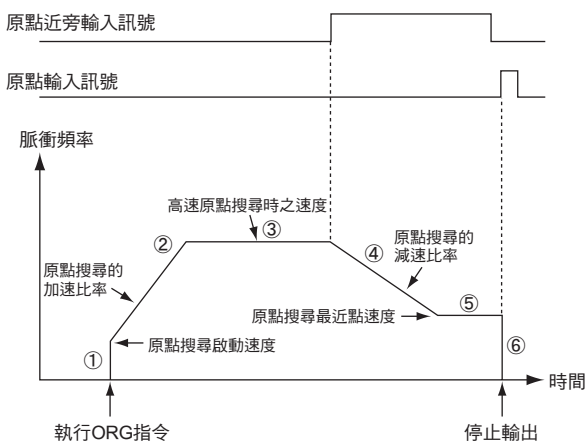 原點近旁輸入訊號
原點輸入訊號
脈衝頻率
高速原點搜尋時之速度
②
③
④
原點搜尋的
減速比率
原點搜尋的
加速比率
⑤
原點搜尋最近點速度
①
原點搜尋啟動速度
⑥
時間
執行ORG指令
停止輸出